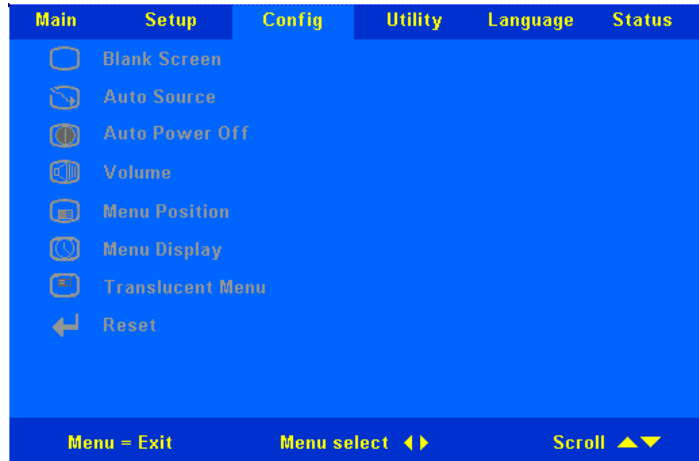 Main Setup Config Utility Language Status
Blank Screen
Auto Source
Auto Power Off
Volume
Menu Position
Menu Display
Translucent Menu
Reset
Menu = Exit Menu select Scroll